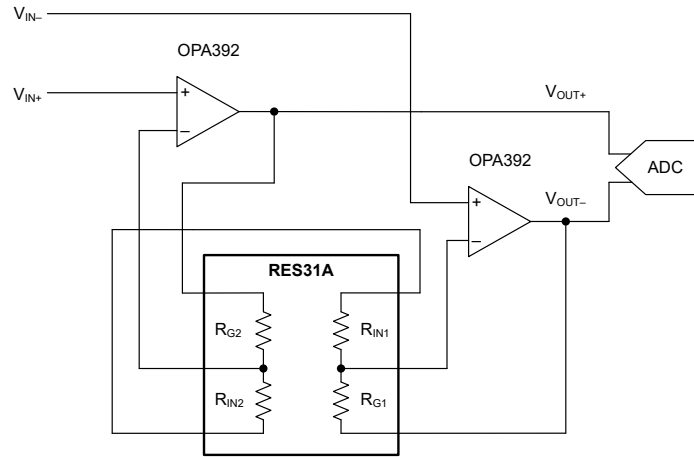 V_IN–
OPA392
V_IN+
V_OUT+
OPA392
ADC
V_OUT–
RES31A
R_G2
R_IN1
R_IN2
R_G1
+
–
+
–